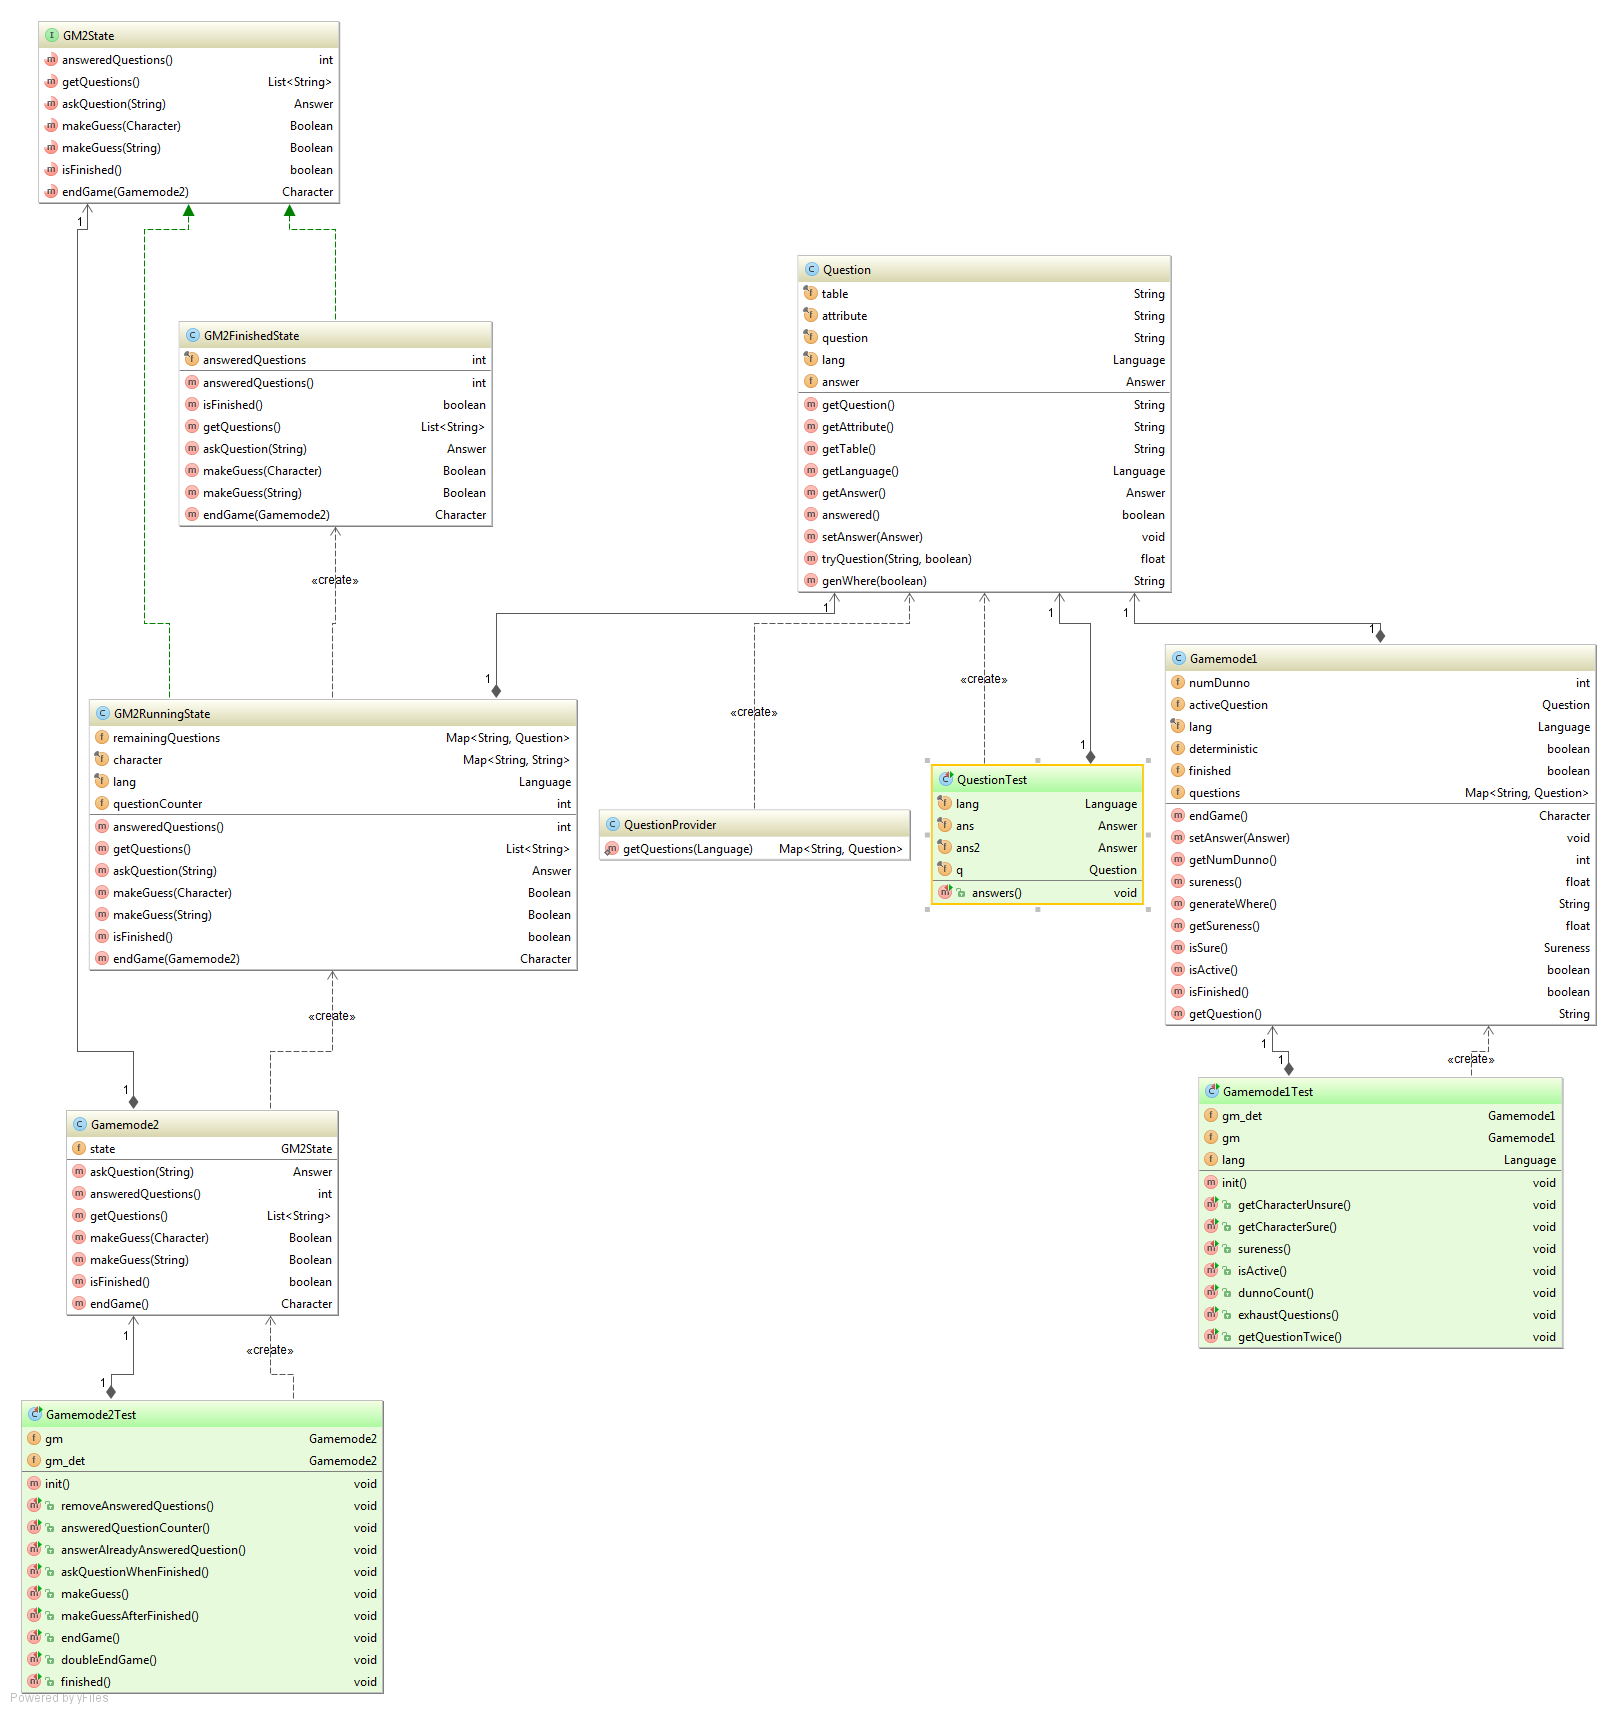 GM2State
answeredQuestions() int
getQuestions() List<String>
askQuestion(String) Answer
makeGuess(Character) Boolean
makeGuess(String) Boolean
isFinished() boolean
endGame(Gamemode2) Character
1
GM2FinishedState
answeredQuestions int
answeredQuestions() int
isFinished() boolean
getQuestions() List<String>
askQuestion(String) Answer
makeGuess(Character) Boolean
makeGuess(String) Boolean
endGame(Gamemode2) Character
«create»
Question
table String
attribute String
question String
lang Language
answer Answer
getQuestion() String
getAttribute() String
getTable() String
getLanguage() Language
getAnswer() Answer
answered() boolean
setAnswer(Answer) void
tryQuestion(String, boolean) float
genWhere(boolean) String
1
1
1
1
1
«create»
«create»
1
GM2RunningState
remainingQuestions Map<String, Question>
character Map<String, String>
lang Language
questionCounter int
answeredQuestions() int
getQuestions() List<String>
askQuestion(String) Answer
makeGuess(Character) Boolean
makeGuess(String) Boolean
isFinished() boolean
endGame(Gamemode2) Character
QuestionProvider
getQuestions(Language) Map<String, Question>
QuestionTest
lang Language
ans Answer
ans2 Answer
q Question
answers() void
Gamemode1
numDunno int
activeQuestion Question
lang Language
deterministic boolean
finished boolean
questions Map<String, Question>
endGame() Character
setAnswer(Answer) void
getNumDunno() int
sureness() float
generateWhere() String
getSureness() float
isSure() Sureness
isActive() boolean
isFinished() boolean
getQuestion() String
«create»
1
1
1
«create»
Gamemode2
state GM2State
askQuestion(String) Answer
answeredQuestions() int
getQuestions() List<String>
makeGuess(Character) Boolean
makeGuess(String) Boolean
isFinished() boolean
endGame() Character
Gamemode1Test
gm_det Gamemode1
gm Gamemode1
lang Language
init() void
getCharacterUnsure() void
getCharacterSure() void
sureness() void
isActive() void
dunnoCount() void
exhaustQuestions() void
getQuestionTwice() void
1
«create»
1
Gamemode2Test
gm Gamemode2
gm_det Gamemode2
init() void
removeAnsweredQuestions() void
answeredQuestionCounter() void
answerAlreadyAnsweredQuestion() void
askQuestionWhenFinished() void
makeGuess() void
makeGuessAfterFinished() void
endGame() void
doubleEndGame() void
finished() void
Powered by yFiles